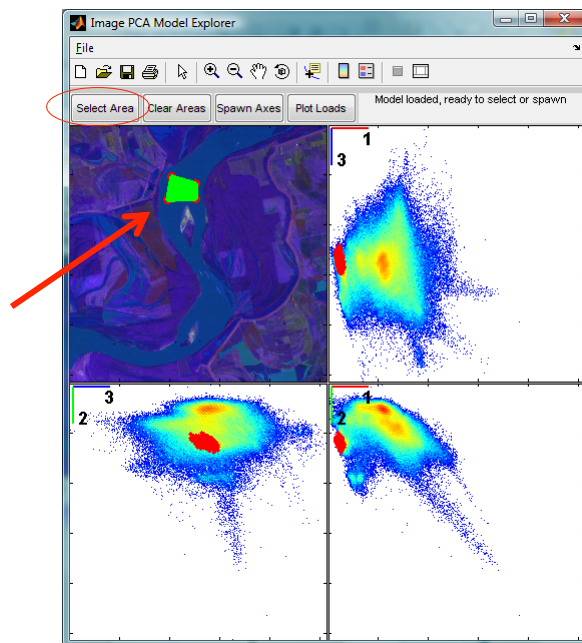 Image PCA Model Explorer
File
Select Area Clear Areas Spawn Axes Plot Loads Model loaded, ready to select or spawn
1
3
3
2
1
2